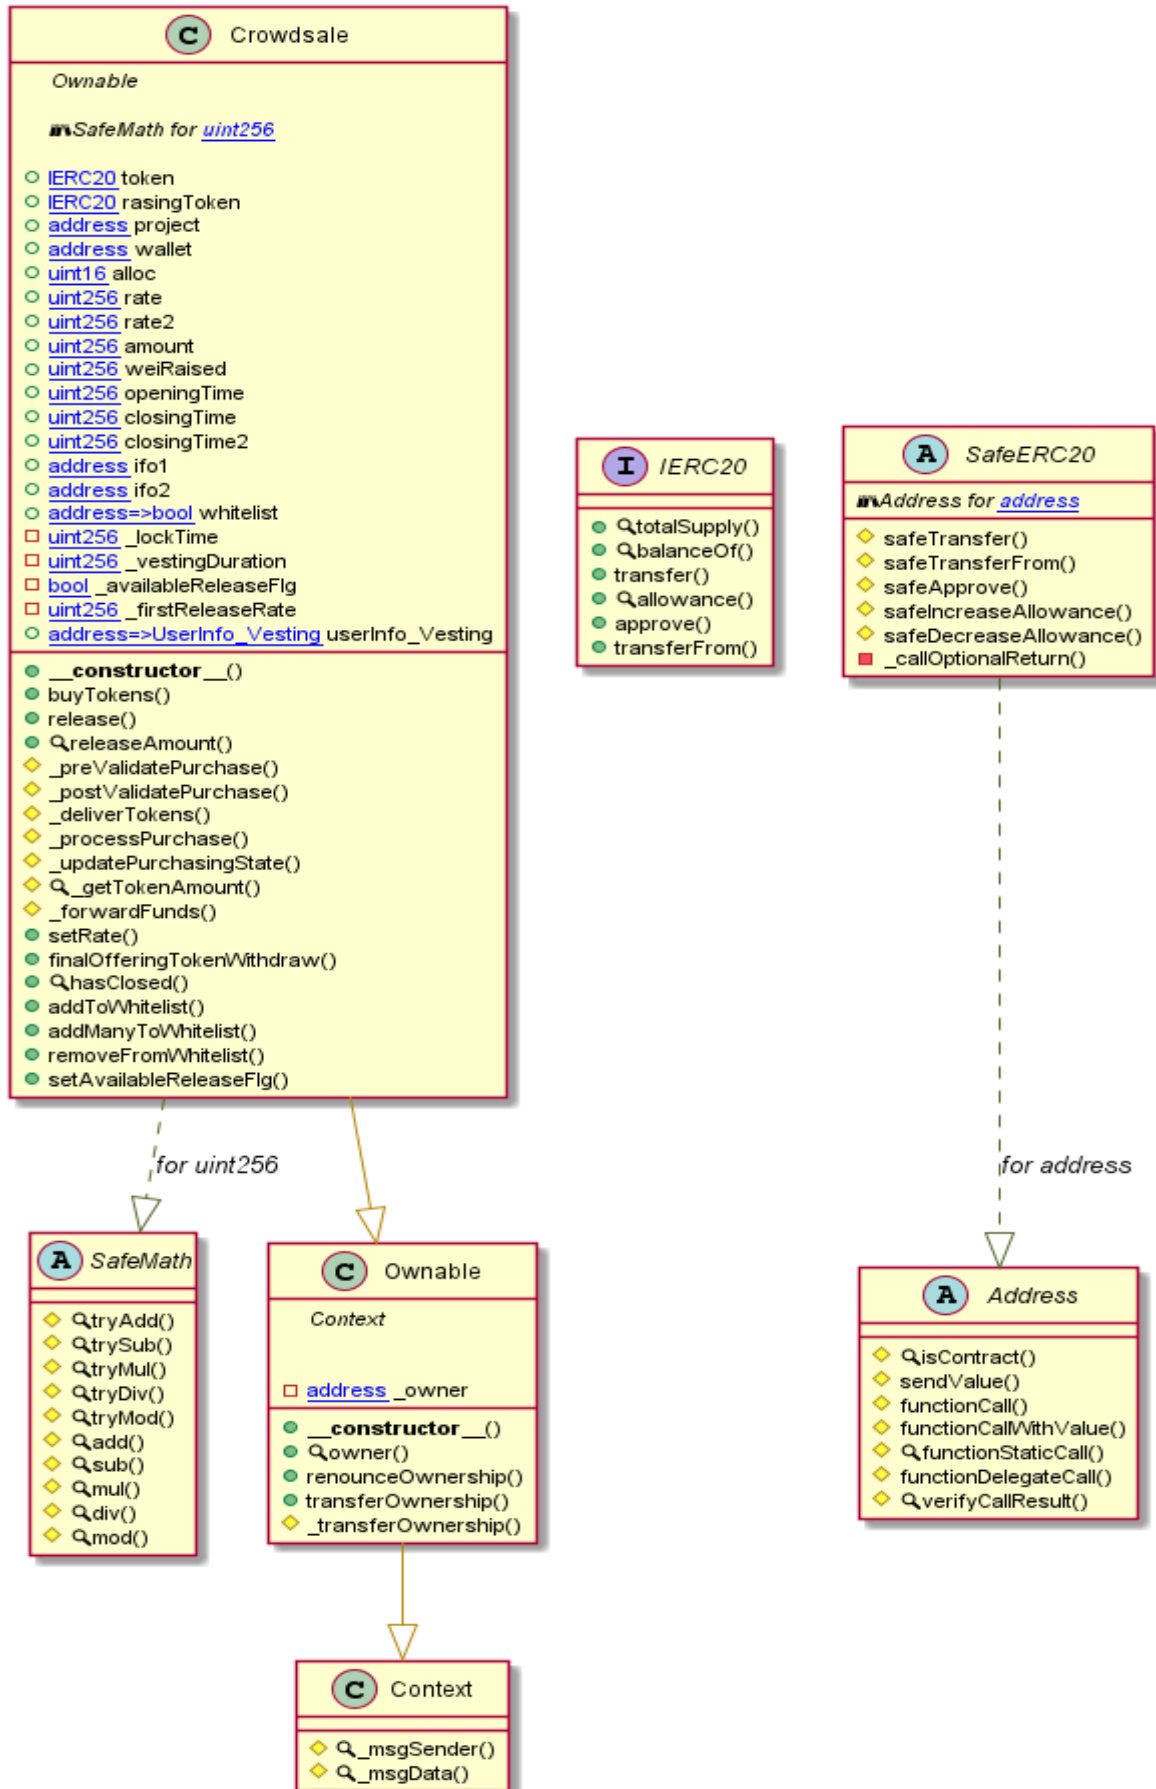 C Crowdsale
Ownable
SafeMath for uint256
IERC20 token
IERC20 rasingToken
address project
address wallet
uint16 alloc
uint256 rate
uint256 rate2
uint256 amount
uint256 weiRaised
uint256 openingTime
uint256 closingTime
uint256 closingTime2
address ifo1
address ifo2
address=>bool whitelist
uint256 _lockTime
uint256 _vestingDuration
bool _availableReleaseFlg
uint256 _firstReleaseRate
address=>UserInfo_Vesting userInfo_Vesting
__constructor__()
buyTokens()
release()
releaseAmount()
_preValidatePurchase()
_postValidatePurchase()
_deliverTokens()
_processPurchase()
_updatePurchasingState()
_getTokenAmount()
_forwardFunds()
setRate()
finalOfferingTokenWithdraw()
hasClosed()
addToWhitelist()
addManyToWhitelist()
removeFromWhitelist()
setAvailableReleaseFlg()
I IERC20
totalSupply()
balanceOf()
transfer()
allowance()
approve()
transferFrom()
A SafeERC20
Address for address
safeTransfer()
safeTransferFrom()
safeApprove()
safeIncreaseAllowance()
safeDecreaseAllowance()
_callOptionalReturn()
for uint256
for address
A SafeMath
tryAdd()
trySub()
tryMul()
tryDiv()
tryMod()
add()
sub()
mul()
div()
mod()
C Ownable
Context
address _owner
__constructor__()
owner()
renounceOwnership()
transferOwnership()
_transferOwnership()
A Address
isContract()
sendValue()
functionCall()
functionCallWithValue()
functionStaticCall()
functionDelegateCall()
verifyCallResult()
C Context
_msgSender()
_msgData()